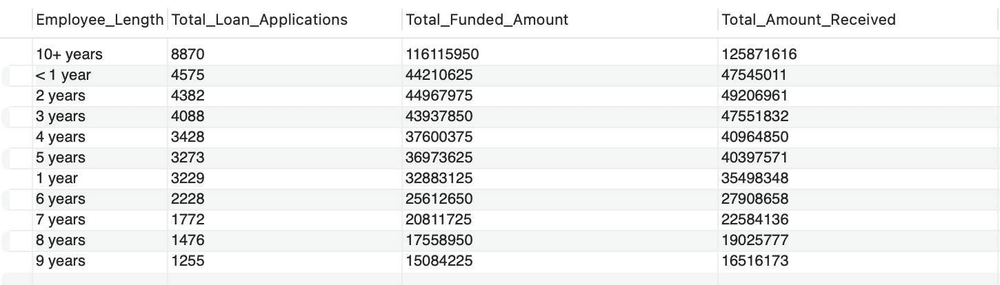 Employee_Length Total_Loan_Applications Total_Funded_Amount Total_Amount_Received
10+ years 8870 116115950 125871616
< 1 year 4575 44210625 47545011
2 years 4382 44967975 49206961
3 years 4088 43937850 47551832
4 years 3428 37600375 40964850
5 years 3273 36973625 40397571
1 year 3229 32883125 35498348
6 years 2228 25612650 27908658
7 years 1772 20811725 22584136
8 years 1476 17558950 19025777
9 years 1255 15084225 16516173